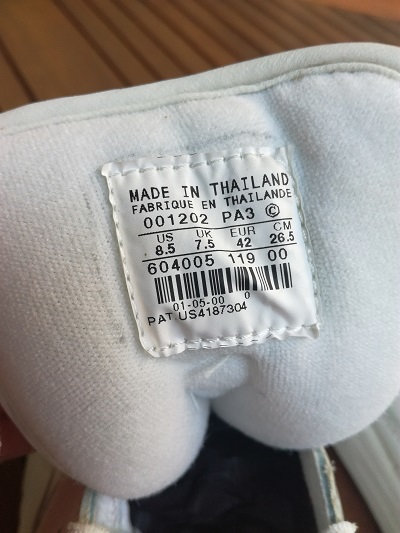 MADE IN THAILAND
FABRIQUE EN THAILANDE
001202 PA3 ©
US UK EUR CM
8.5 7.5 42 26.5
604005 119 00
01-05-00 0
PAT.US4187304